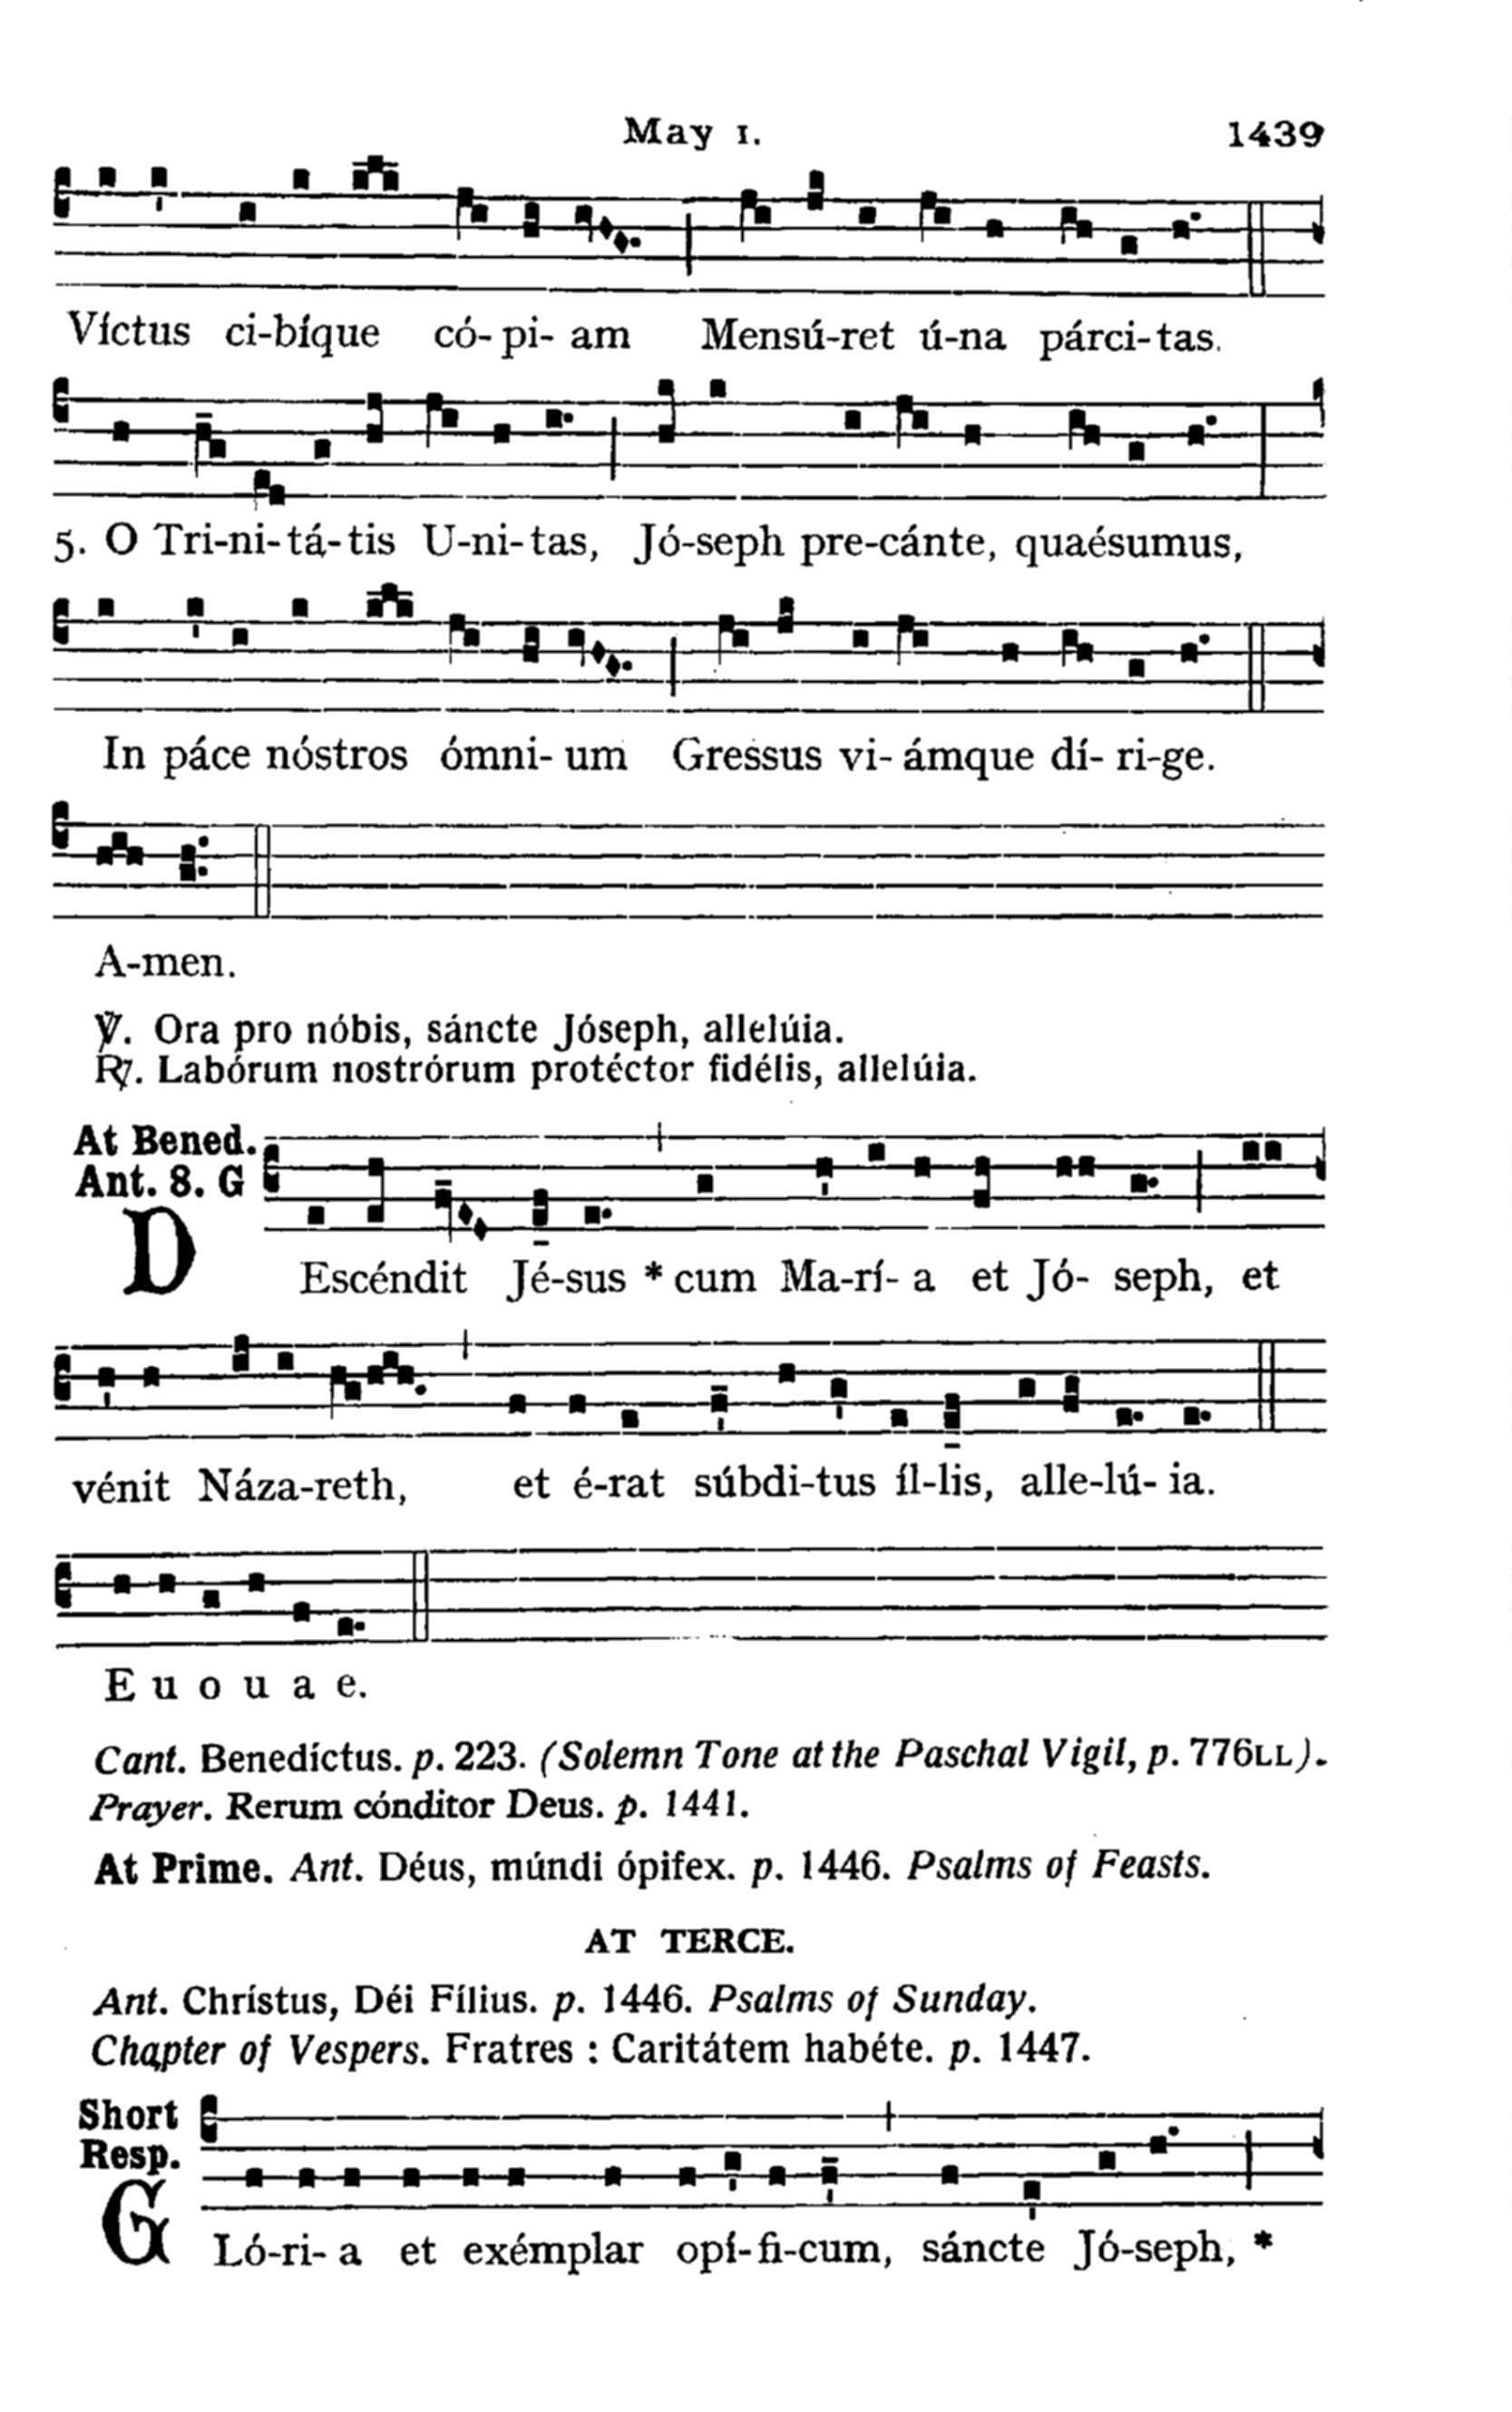 May 1. 1439
Víctus ci-bíque có-pi-am Mensú-ret ú-na párci-tas.
5. O Tri-ni-tá-tis U-ni-tas, Jó-seph pre-cánte, quaésumus,
In páce nóstros ómni-um Gressus vi-ámque dí-ri-ge.
A-men.
℣. Ora pro nóbis, sáncte Jóseph, allelúia.
℟. Labórum nostrórum protéctor fidélis, allelúia.
At Bened.
Ant. 8. G
DEscéndit Jé-sus * cum Ma-rí-a et Jó-seph, et
vénit Náza-reth, et é-rat súbdi-tus íl-lis, alle-lú-ia.
E u o u a e.
Cant. Benedíctus. p. 223. (Solemn Tone at the Paschal Vigil, p. 776LL).
Prayer. Rerum cónditor Deus. p. 1441.
At Prime. Ant. Déus, múndi ópifex. p. 1446. Psalms of Feasts.
AT TERCE.
Ant. Chrístus, Déi Fílius. p. 1446. Psalms of Sunday.
Chapter of Vespers. Fratres : Caritátem habéte. p. 1447.
Short
Resp.
GLó-ri-a et exémplar opí-fi-cum, sáncte Jó-seph, *